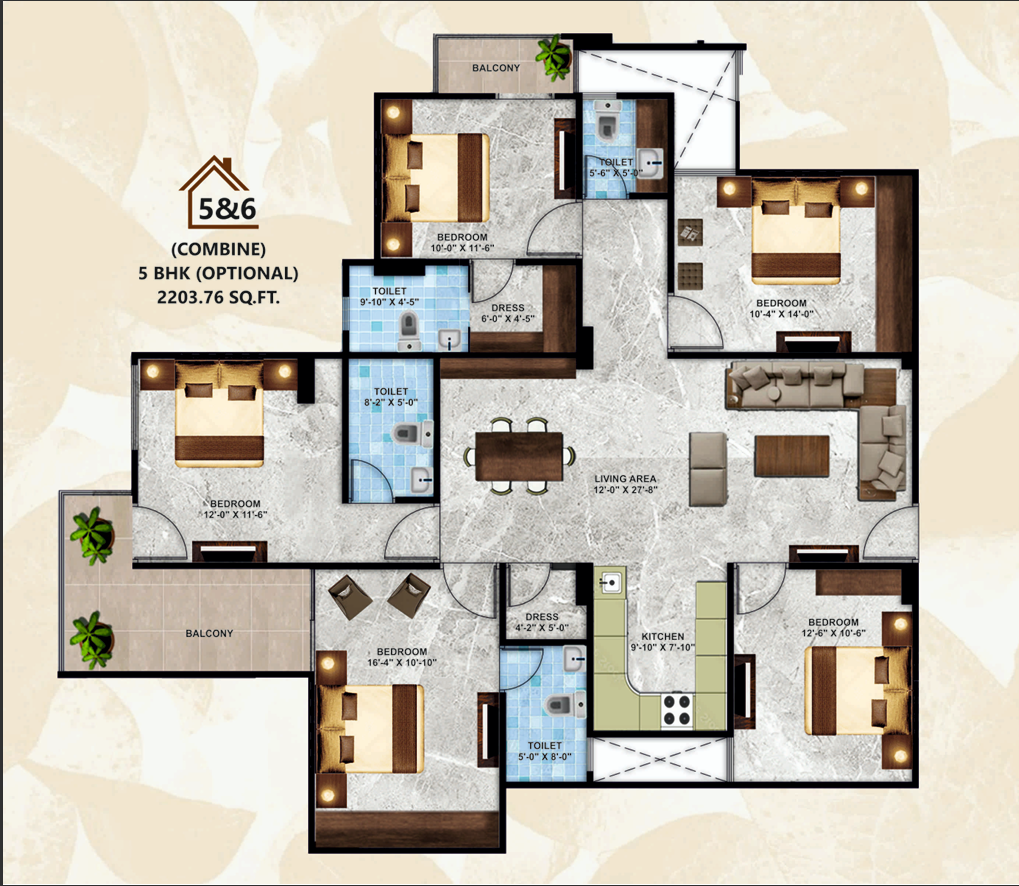 BALCONY
TOILET
5'-6" X 5'-0"
5&6
(COMBINE)
5 BHK (OPTIONAL)
2203.76 SQ.FT.
BEDROOM
10'-0" X 11'-6"
TOILET
9'-10" X 4'-5"
DRESS
6'-0" X 4'-5"
BEDROOM
10'-4" X 14'-0"
TOILET
8'-2" X 5'-0"
LIVING AREA
12'-0" X 27'-8"
BEDROOM
12'-0" X 11'-6"
BALCONY
BEDROOM
16'-4" X 10'-10"
DRESS
4'-2" X 5'-0"
KITCHEN
9'-10" X 7'-10"
BEDROOM
12'-6" X 10'-6"
TOILET
5'-0" X 8'-0"